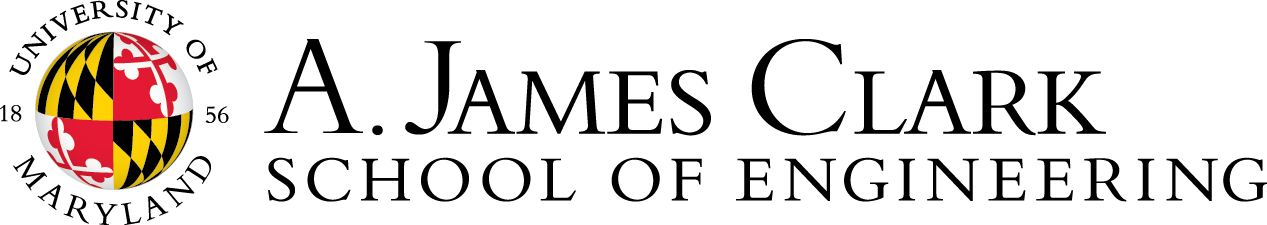 UNIVERSITY OF
18 56
MARYLAND
A. JAMES CLARK
SCHOOL OF ENGINEERING